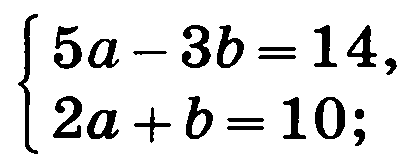 5a − 3b = 14,
2a + b = 10;